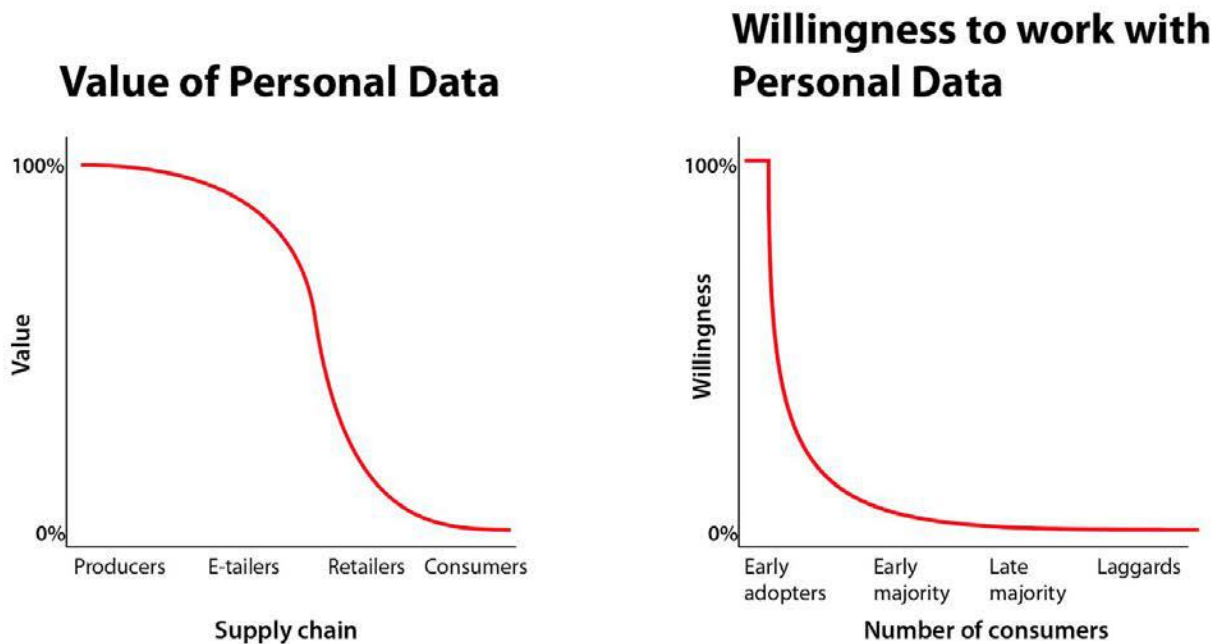 Value of Personal Data
100%
Value
0%
Producers E-tailers Retailers Consumers
Supply chain
Willingness to work with
Personal Data
100%
Willingness
0%
Early adopters
Early majority
Late majority
Laggards
Number of consumers